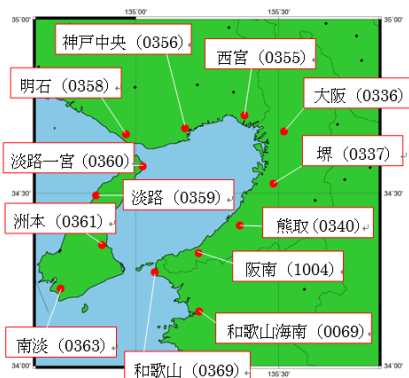 135°00'
135°30'
35°00'
神戸中央（0356）
西宮（0355）
明石（0358）
大阪（0336）
淡路一宮（0360）
堺（0337）
34°30'
34°30'
淡路（0359）
洲本（0361）
熊取(0340)
阪南（1004）
和歌山海南（0069）
南淡（0363）
和歌山（0369）
34°00'
34°00'
135°00'
135°30'